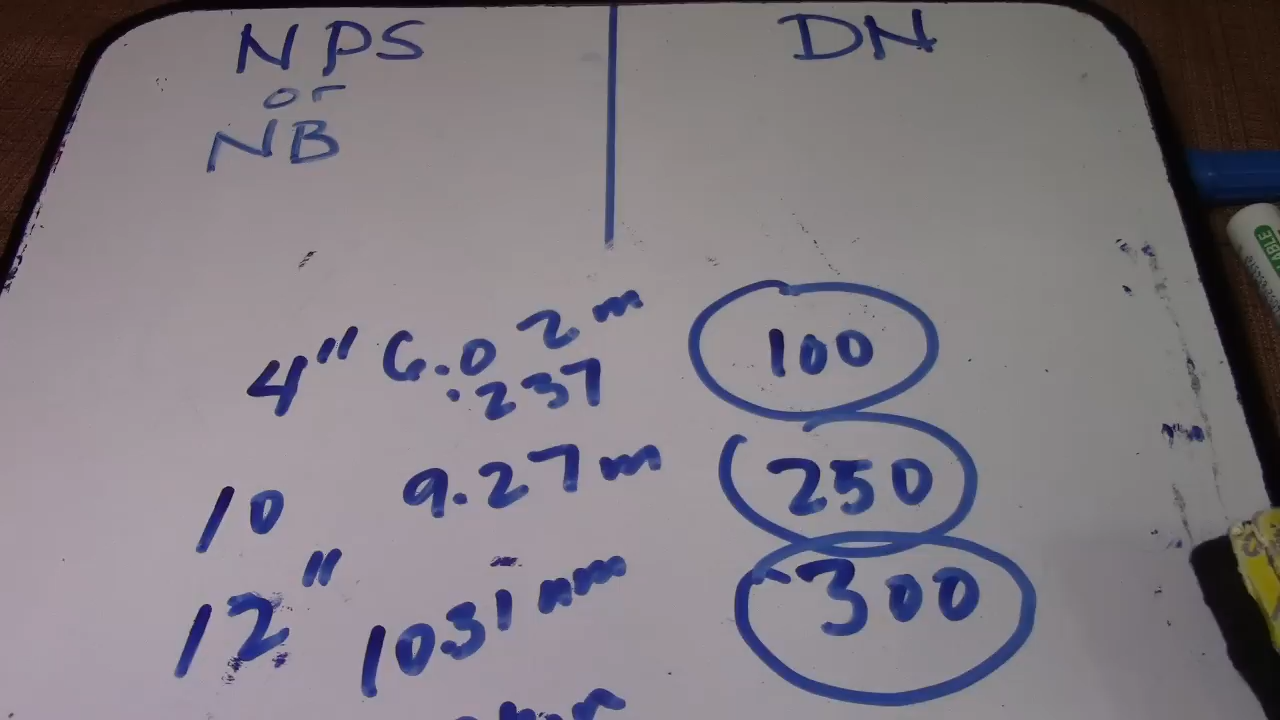 NPS DN
or
NB
4" 6.02m 100
.237
10 9.27m 250
12" 1031mm 300